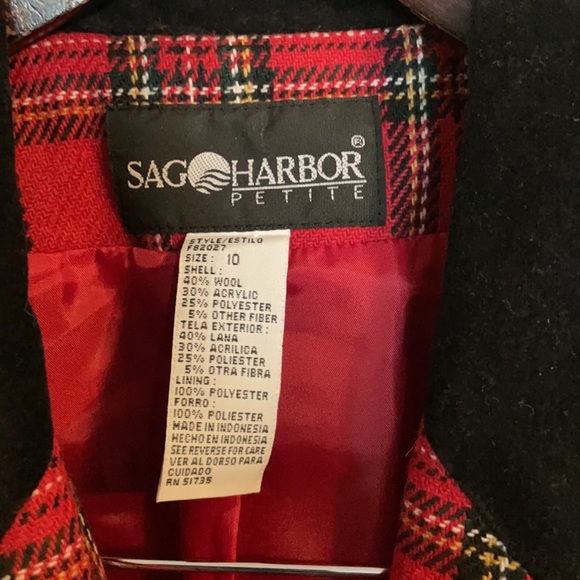 SAG HARBOR ®
PETITE
STYLE/ESTILO
F82027
SIZE: 10
SHELL:
40% WOOL
30% ACRYLIC
25% POLYESTER
5% OTHER FIBER
TELA EXTERIOR:
40% LANA
30% ACRILICA
25% POLIESTER
5% OTRA FIBRA
LINING:
100% POLYESTER
FORRO:
100% POLIESTER
MADE IN INDONESIA
HECHO EN INDONESIA
SEE REVERSE FOR CARE
VER AL DORSO PARA
CUIDADO
RN 51735